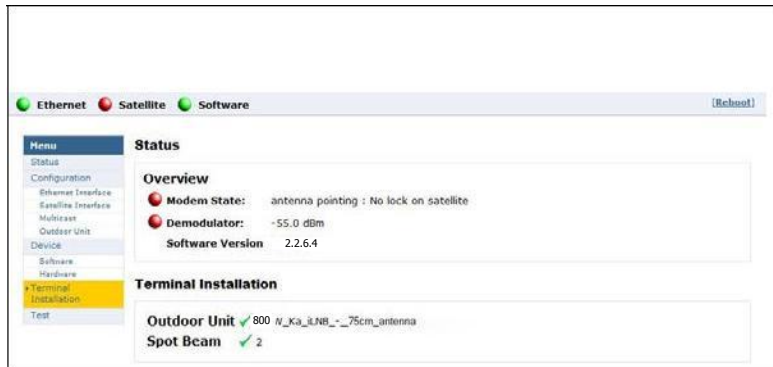 Ethernet Satellite Software [Reboot]
Menu
Status
Configuration
Ethernet Interface
Satellite Interface
Multicast
Outdoor Unit
Device
Software
Hardware
Terminal
Installation
Test
Status
Overview
Modem State: antenna pointing : No lock on satellite
Demodulator: -55.0 dBm
Software Version 2.2.6.4
Terminal Installation
Outdoor Unit 800 W_Ka_iLNB_-_75cm_antenna
Spot Beam 2